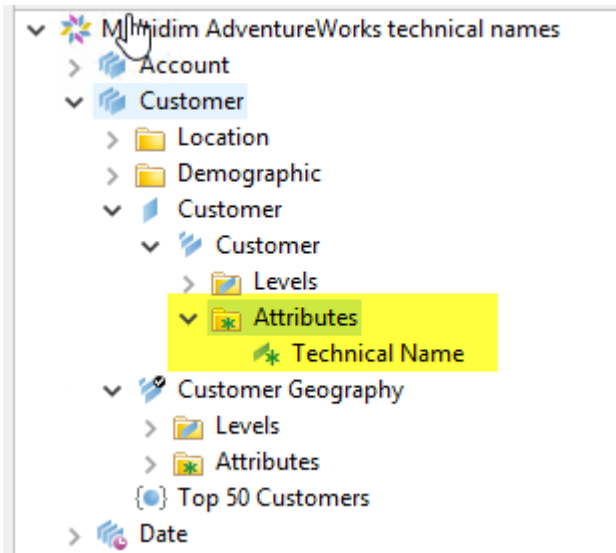 Multidim AdventureWorks technical names
Account
Customer
Location
Demographic
Customer
Customer
Levels
Attributes
Technical Name
Customer Geography
Levels
Attributes
Top 50 Customers
Date